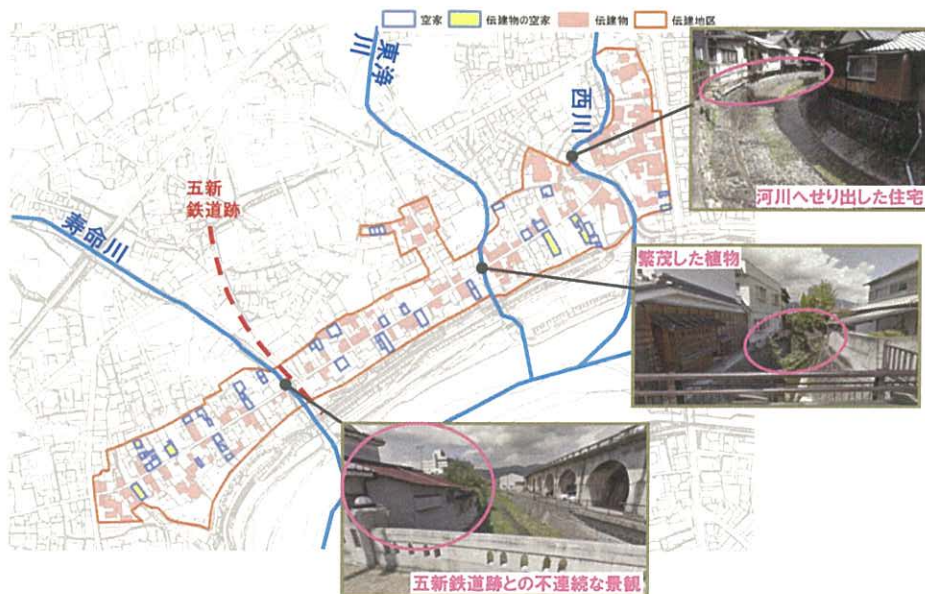 空家 伝建物の空家 伝建物 伝建地区
東浄川
西川
河川へせり出した住宅
五新
鉄道跡
寿命川
繁茂した植物
五新鉄道跡との不連続な景観